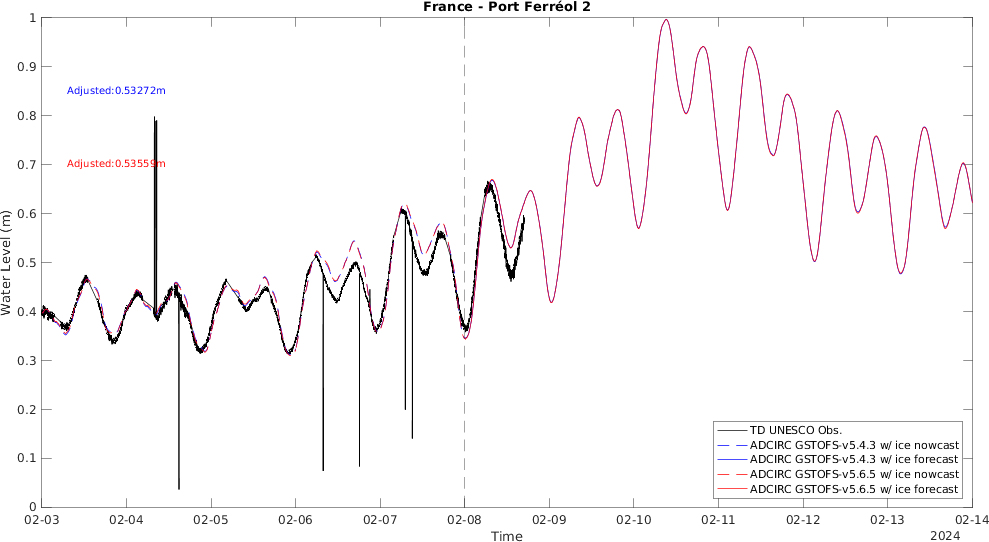 France - Port Ferréol 2
Water Level (m)
1
0.9
0.8
0.7
0.6
0.5
0.4
0.3
0.2
0.1
0
Adjusted:0.53272m
Adjusted:0.53559m
TD UNESCO Obs.
ADCIRC GSTOFS-v5.4.3 w/ ice nowcast
ADCIRC GSTOFS-v5.4.3 w/ ice forecast
ADCIRC GSTOFS-v5.6.5 w/ ice nowcast
ADCIRC GSTOFS-v5.6.5 w/ ice forecast
02-03 02-04 02-05 02-06 02-07 02-08 02-09 02-10 02-11 02-12 02-13 02-14
Time
2024